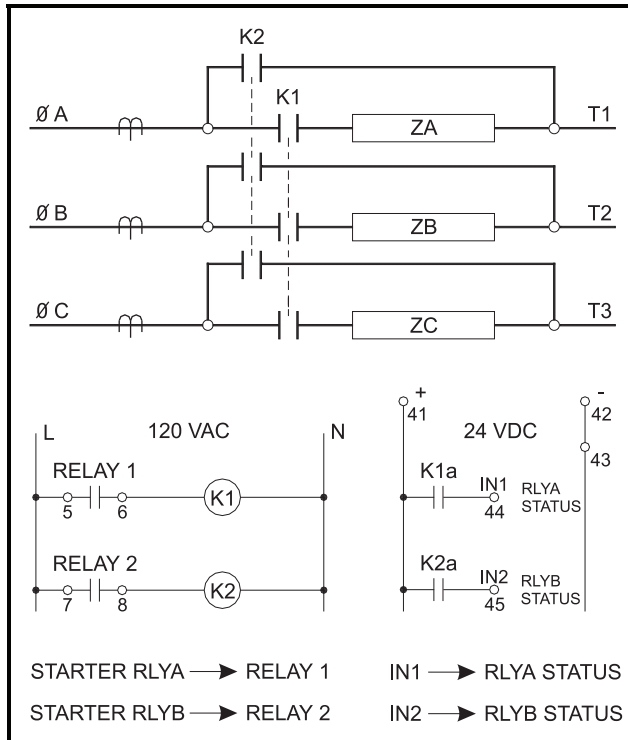 K2
K1
Ø A
ZA
T1
Ø B
ZB
T2
Ø C
ZC
T3
+
-
41
42
L
120 VAC
N
24 VDC
43
RELAY 1
K1a
IN1
RLYA
STATUS
5
6
K1
44
RELAY 2
K2a
IN2
RLYB
STATUS
7
8
K2
45
STARTER RLYA → RELAY 1
IN1 → RLYA STATUS
STARTER RLYB → RELAY 2
IN2 → RLYB STATUS